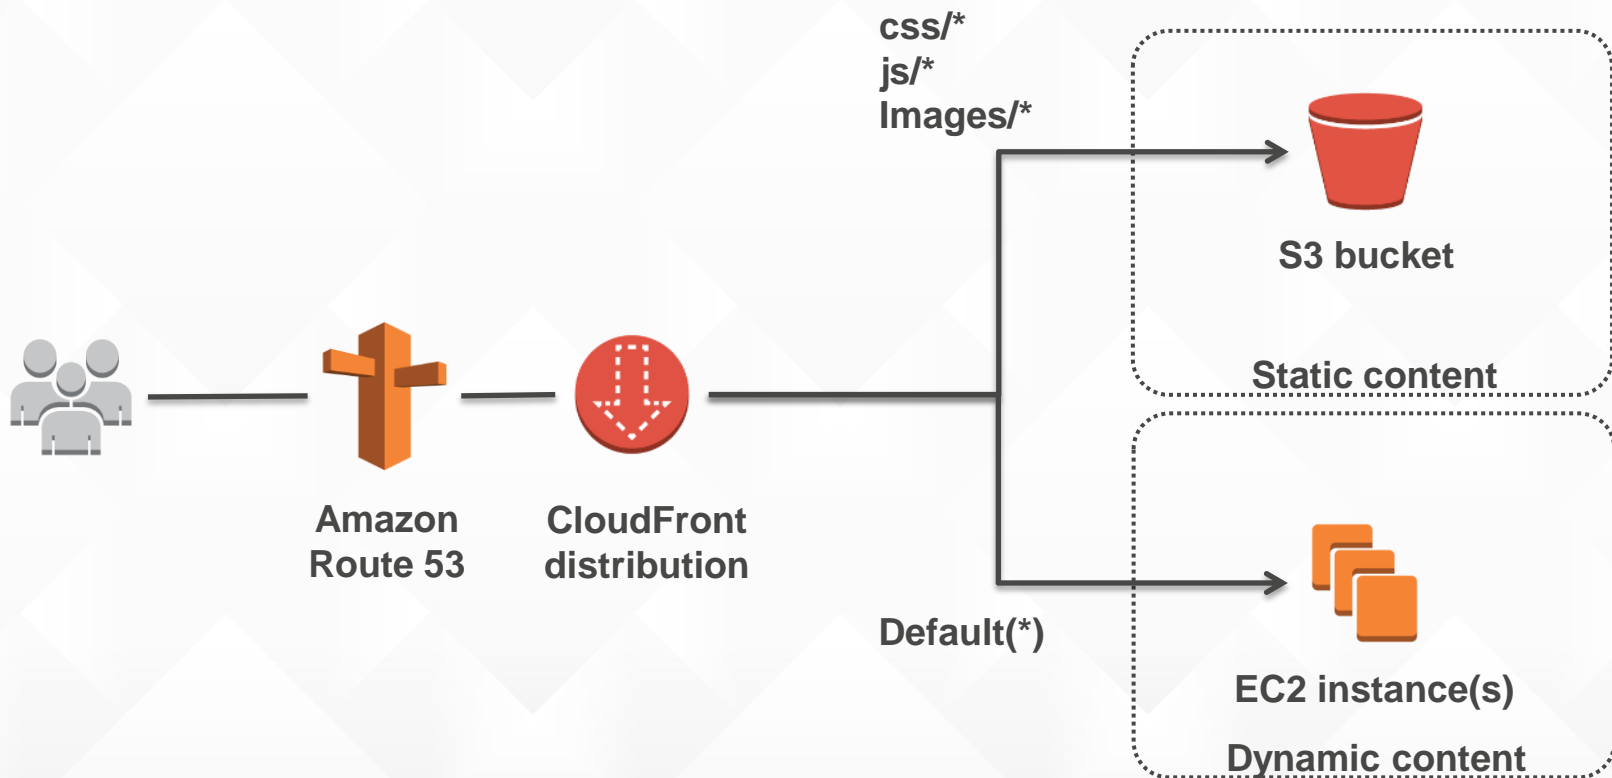 css/*
js/*
Images/*
S3 bucket
Static content
Amazon
Route 53
CloudFront
distribution
Default(*)
EC2 instance(s)
Dynamic content